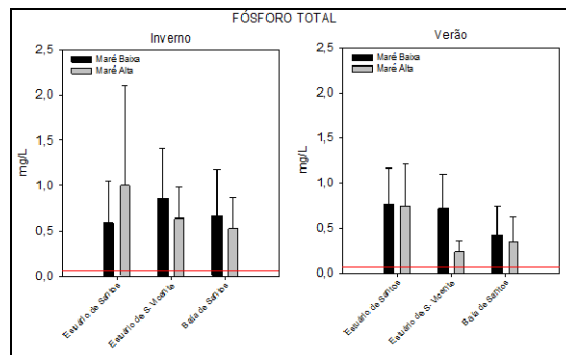 FÓSFORO TOTAL
Inverno
2,5
2,0
1,5
1,0
0,5
0,0
mg/L
Maré Baixa
Maré Alta
Estuário de Santos
Estuário de S. Vicente
Baía de Santos
Verão
2,5
2,0
1,5
1,0
0,5
0,0
mg/L
Maré Baixa
Maré Alta
Estuário de Santos
Estuário de S. Vicente
Baía de Santos